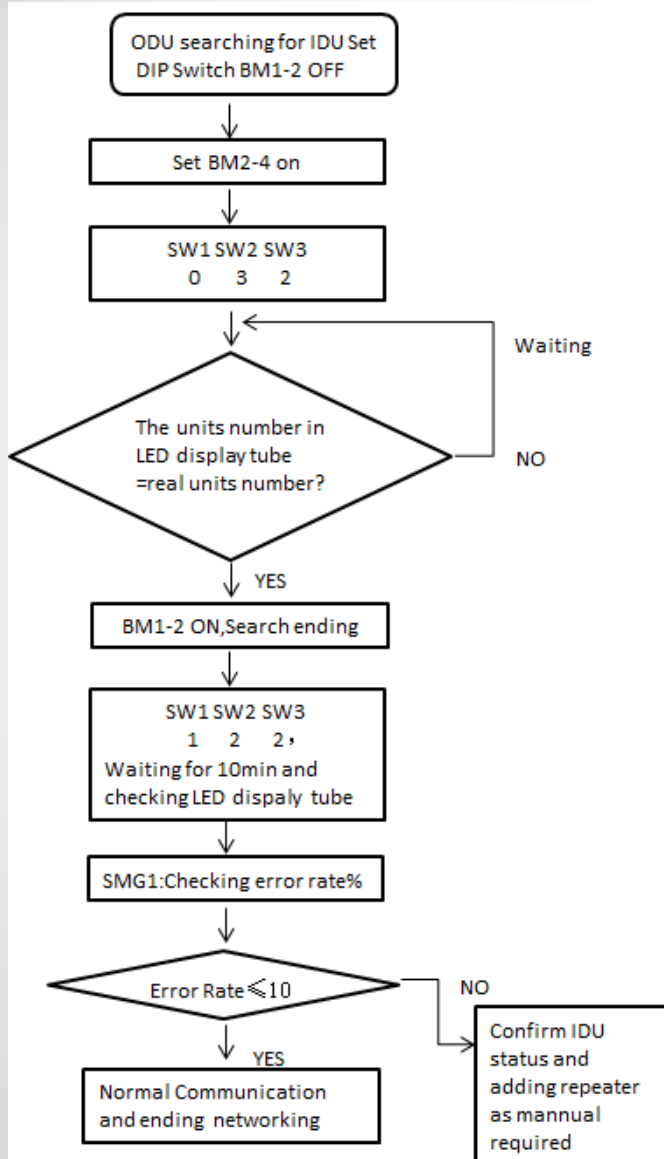 ODU searching for IDU Set
DIP Switch BM1-2 OFF
Set BM2-4 on
SW1 SW2 SW3
0 3 2
Waiting
The units number in
LED display tube
=real units number?
NO
YES
BM1-2 ON,Search ending
SW1 SW2 SW3
1 2 2，
Waiting for 10min and
checking LED dispaly tube
SMG1:Checking error rate%
Error Rate≤10
NO
YES
Confirm IDU
status and
adding repeater
as mannual
required
Normal Communication
and ending networking